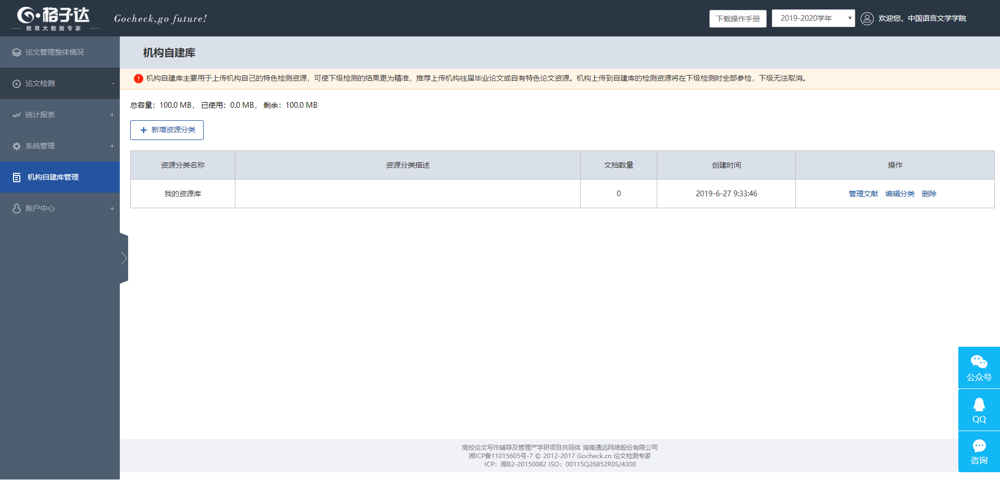 格子达
教育大数据专家
Gocheck,go future!
下载操作手册
2019-2020学年
欢迎您，中国语言文学学院
论文管理整体情况
论文检测 -
统计报表 +
系统管理 +
机构自建库管理
账户中心 +
机构自建库
机构自建库主要用于上传机构自己的特色检测资源，可使下级检测的结果更为精准，推荐上传机构往届毕业论文或自有特色论文资源。机构上传到自建库的检测资源将在下级检测时全部参检，下级无法取消。
总容量：100.0 MB， 已使用：0.0 MB， 剩余：100.0 MB
+ 新增资源分类
资源分类名称 资源分类描述 文档数量 创建时间 操作
我的资源库 0 2019-6-27 9:33:46 管理文献 编辑分类 删除
公众号
QQ
咨询
高校论文写作辅导及管理产学研项目共同体 湖南通远网络股份有限公司
湘ICP备11015605号-7 © 2012-2017 Gocheck.cn 论文检测专家
ICP：湘B2-20150082 ISO：00115Q26852R0S/4300